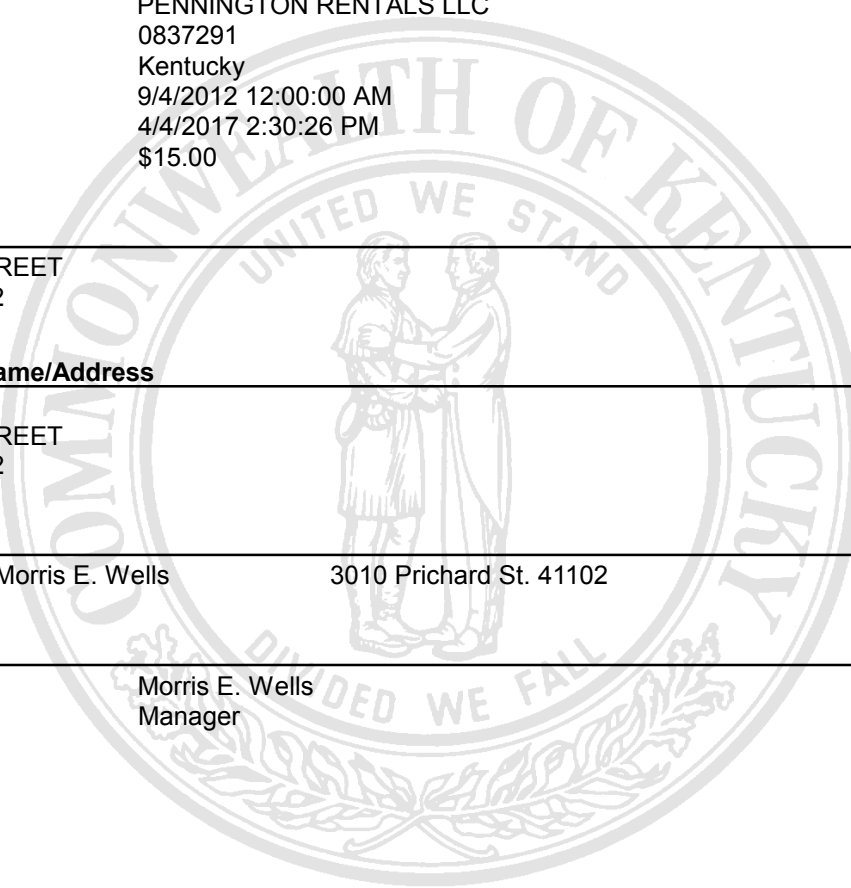 PENNINGTON RENTALS LLC
0837291
Kentucky
9/4/2012 12:00:00 AM
4/4/2017 2:30:26 PM
$15.00
COMMONWEALTH OF KENTUCKY
UNITED WE STAND
REET
2
ame/Address
REET
2
Morris E. Wells 3010 Prichard St. 41102
DIVIDED WE FALL
Morris E. Wells
Manager